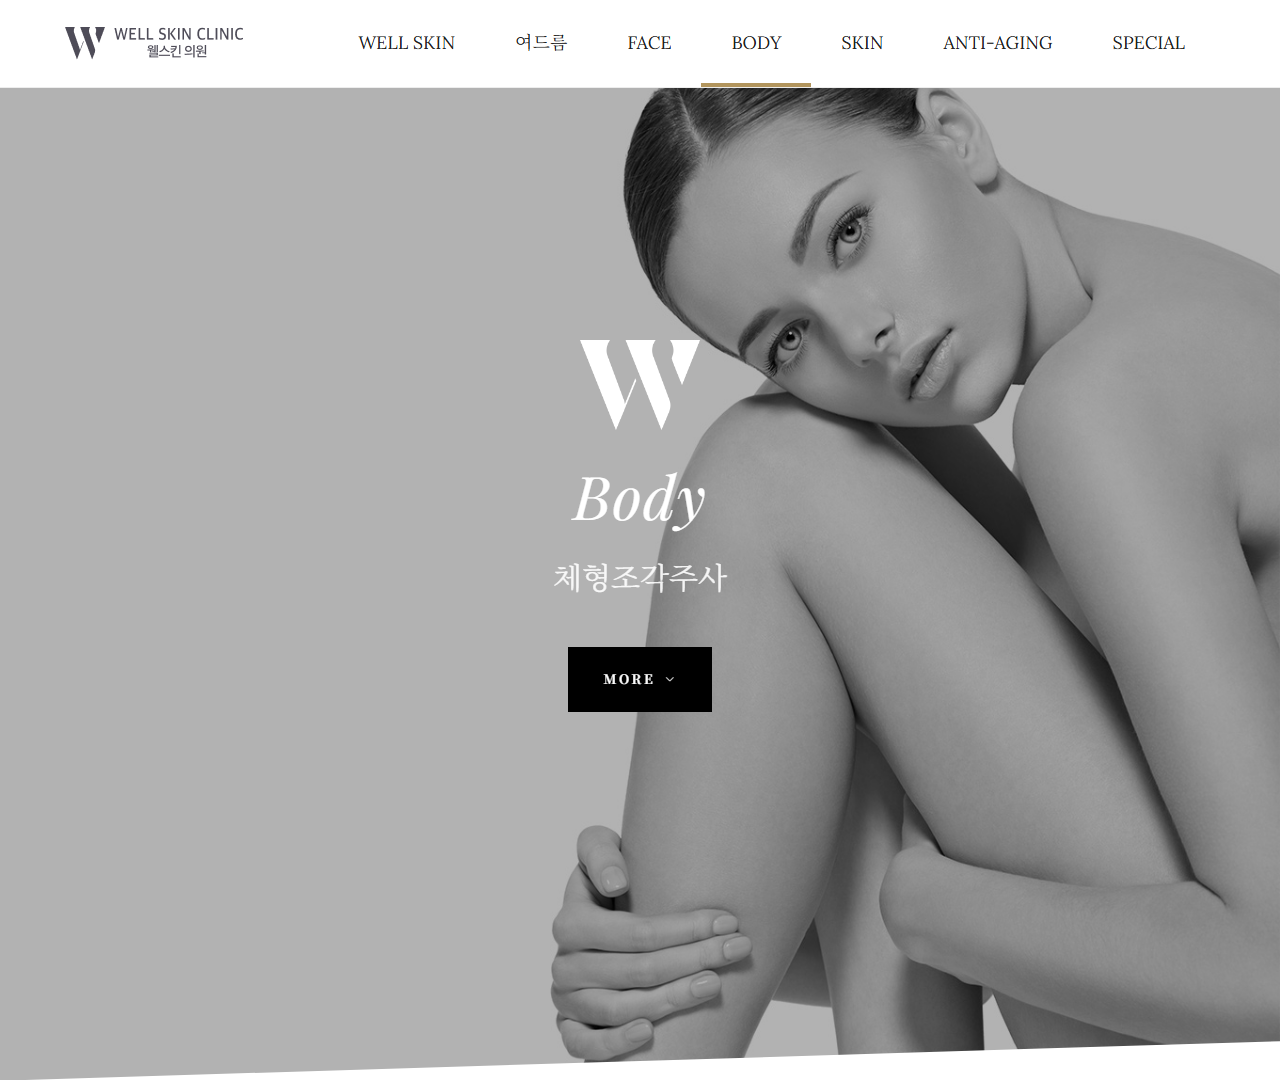 WELL SKIN CLINIC
웰스킨 의원
WELL SKIN 여드름 FACE BODY SKIN ANTI-AGING SPECIAL
W
Body
체형조각주사
MORE